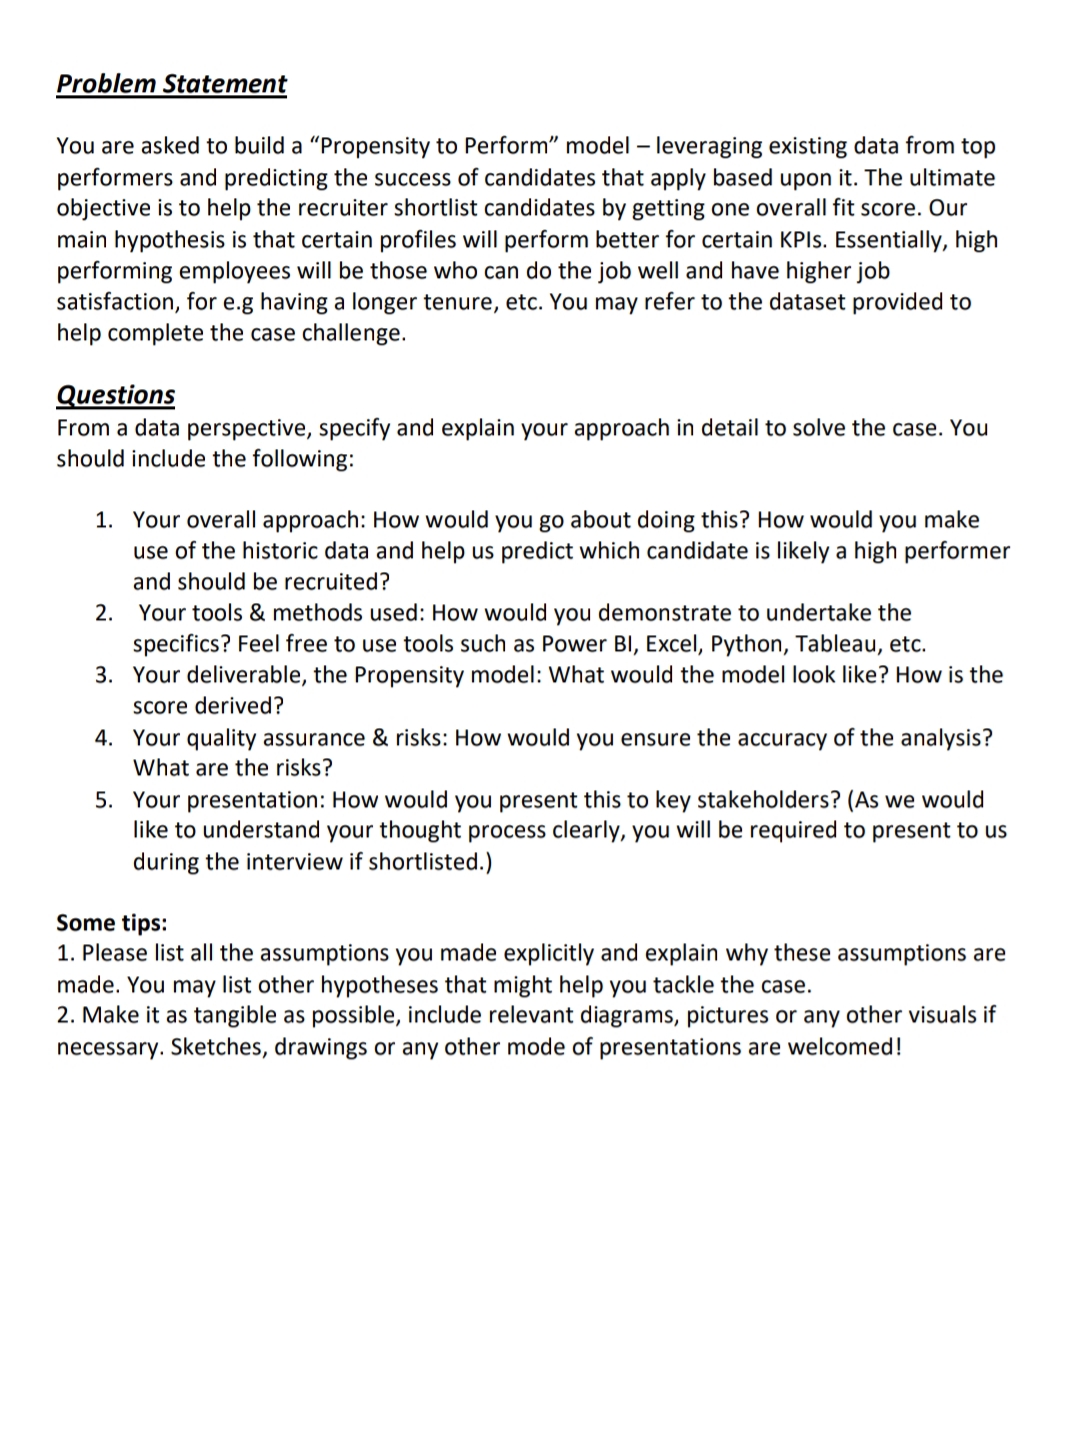 Problem Statement
You are asked to build a “Propensity to Perform” model – leveraging existing data from top
performers and predicting the success of candidates that apply based upon it. The ultimate
objective is to help the recruiter shortlist candidates by getting one overall fit score. Our
main hypothesis is that certain profiles will perform better for certain KPIs. Essentially, high
performing employees will be those who can do the job well and have higher job
satisfaction, for e.g having a longer tenure, etc. You may refer to the dataset provided to
help complete the case challenge.
Questions
From a data perspective, specify and explain your approach in detail to solve the case. You
should include the following:
1. Your overall approach: How would you go about doing this? How would you make
use of the historic data and help us predict which candidate is likely a high performer
and should be recruited?
2. Your tools & methods used: How would you demonstrate to undertake the
specifics? Feel free to use tools such as Power BI, Excel, Python, Tableau, etc.
3. Your deliverable, the Propensity model: What would the model look like? How is the
score derived?
4. Your quality assurance & risks: How would you ensure the accuracy of the analysis?
What are the risks?
5. Your presentation: How would you present this to key stakeholders? (As we would
like to understand your thought process clearly, you will be required to present to us
during the interview if shortlisted.)
Some tips:
1. Please list all the assumptions you made explicitly and explain why these assumptions are
made. You may list other hypotheses that might help you tackle the case.
2. Make it as tangible as possible, include relevant diagrams, pictures or any other visuals if
necessary. Sketches, drawings or any other mode of presentations are welcomed!